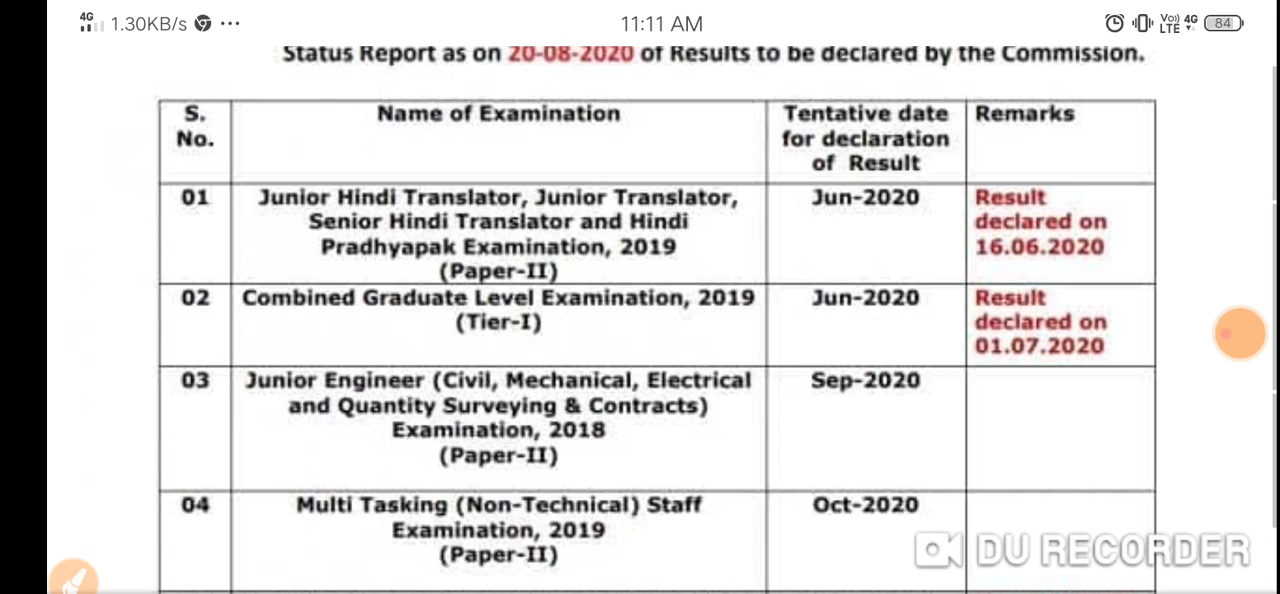 4G 1.30KB/s ... 11:11 AM Vo)) LTE 4G 84
Status Report as on 20-08-2020 of Results to be declared by the Commission.
S. No. Name of Examination Tentative date for declaration of Result Remarks
01 Junior Hindi Translator, Junior Translator, Jun-2020 Result
Senior Hindi Translator and Hindi declared on
Pradhyapak Examination, 2019 16.06.2020
(Paper-II)
02 Combined Graduate Level Examination, 2019 Jun-2020 Result
(Tier-I) declared on
01.07.2020
03 Junior Engineer (Civil, Mechanical, Electrical Sep-2020
and Quantity Surveying & Contracts)
Examination, 2018
(Paper-II)
04 Multi Tasking (Non-Technical) Staff Oct-2020
Examination, 2019
(Paper-II)
DU RECORDER